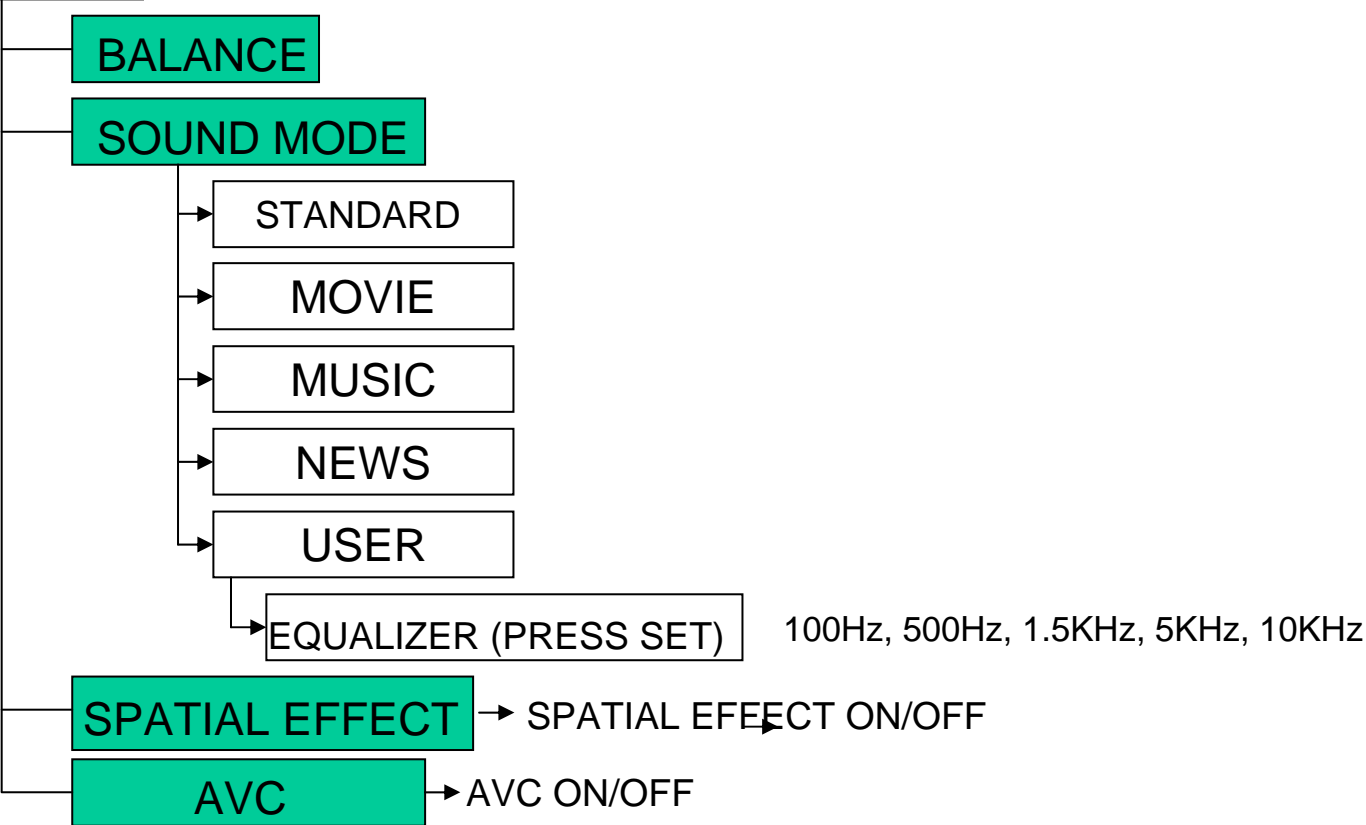 BALANCE
SOUND MODE
STANDARD
MOVIE
MUSIC
NEWS
USER
EQUALIZER (PRESS SET) 100Hz, 500Hz, 1.5KHz, 5KHz, 10KHz
SPATIAL EFFECT SPATIAL EFFECT ON/OFF
AVC AVC ON/OFF